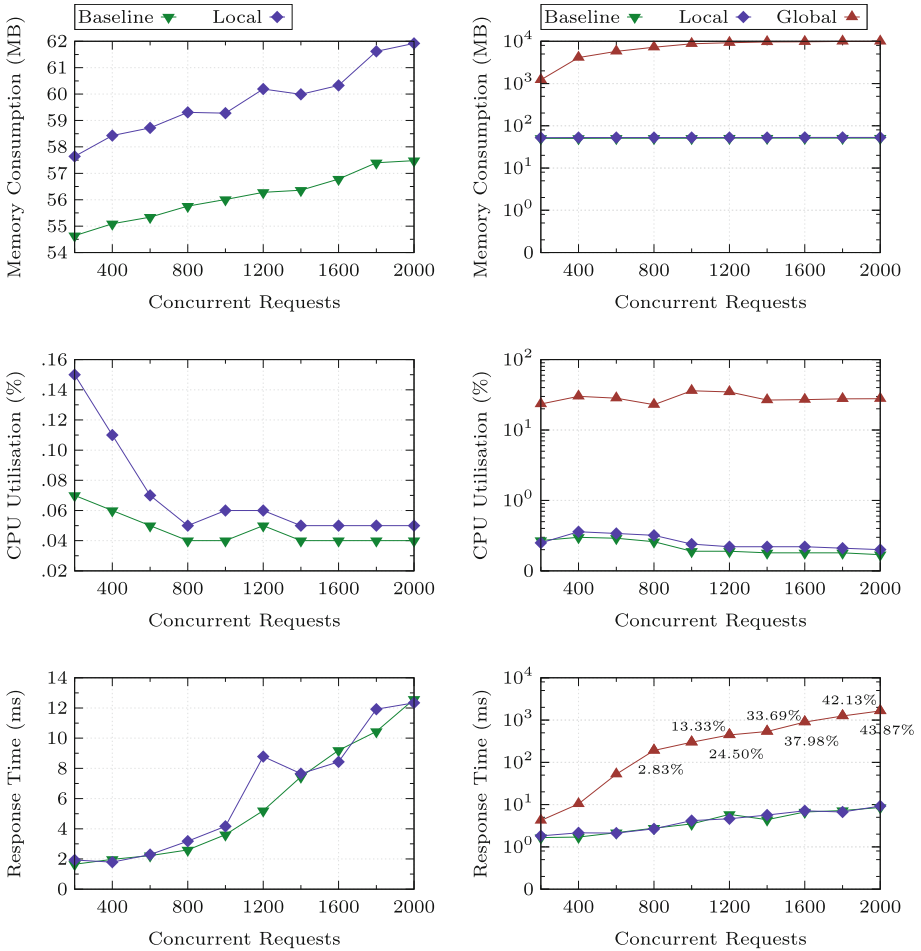 Baseline Local
Memory Consumption (MB)
62
61
60
59
58
57
56
55
54
400 800 1200 1600 2000
Concurrent Requests
Baseline Local Global
Memory Consumption (MB)
10^4
10^3
10^2
10^1
10^0
0
400 800 1200 1600 2000
Concurrent Requests
CPU Utilisation (%)
.16
.14
.12
.10
.08
.06
.04
.02
400 800 1200 1600 2000
Concurrent Requests
CPU Utilisation (%)
10^2
10^1
10^0
0
400 800 1200 1600 2000
Concurrent Requests
Response Time (ms)
14
12
10
8
6
4
2
0
400 800 1200 1600 2000
Concurrent Requests
Response Time (ms)
10^4
10^3
10^2
10^1
10^0
0
2.83%
13.33%
24.50%
33.69%
37.98%
42.13%
43.87%
400 800 1200 1600 2000
Concurrent Requests